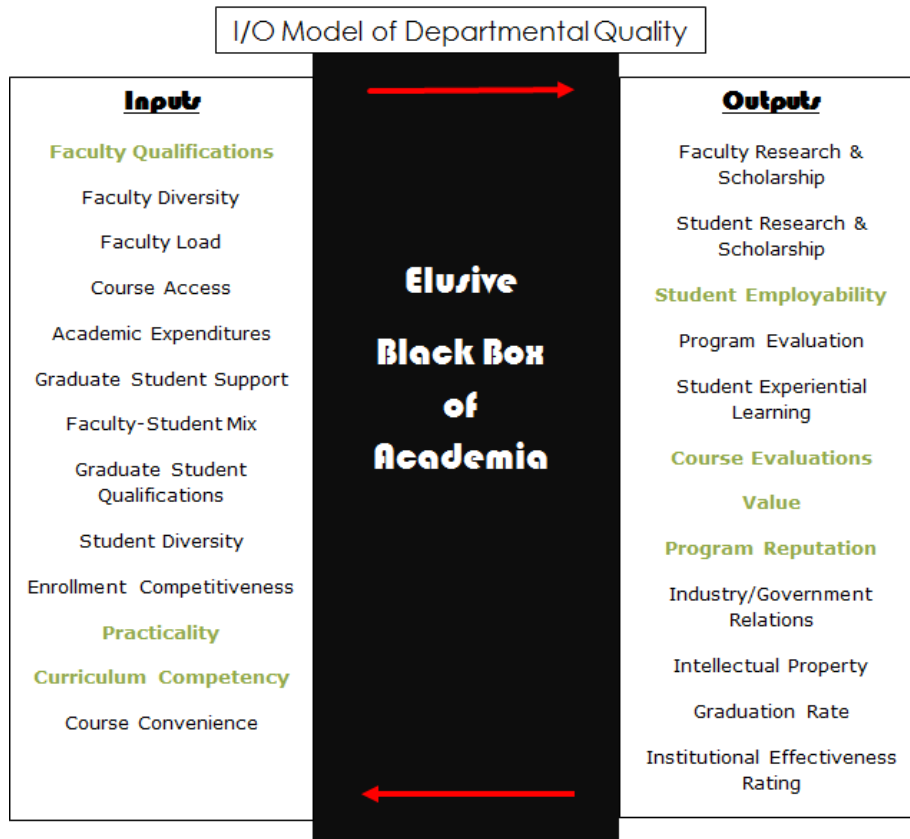 I/O Model of Departmental Quality
Inputs
Faculty Qualifications
Faculty Diversity
Faculty Load
Course Access
Academic Expenditures
Graduate Student Support
Faculty-Student Mix
Graduate Student
Qualifications
Student Diversity
Enrollment Competitiveness
Practicality
Curriculum Competency
Course Convenience
Elusive
Black Box
of
Academia
Outputs
Faculty Research &
Scholarship
Student Research &
Scholarship
Student Employability
Program Evaluation
Student Experiential
Learning
Course Evaluations
Value
Program Reputation
Industry/Government
Relations
Intellectual Property
Graduation Rate
Institutional Effectiveness
Rating